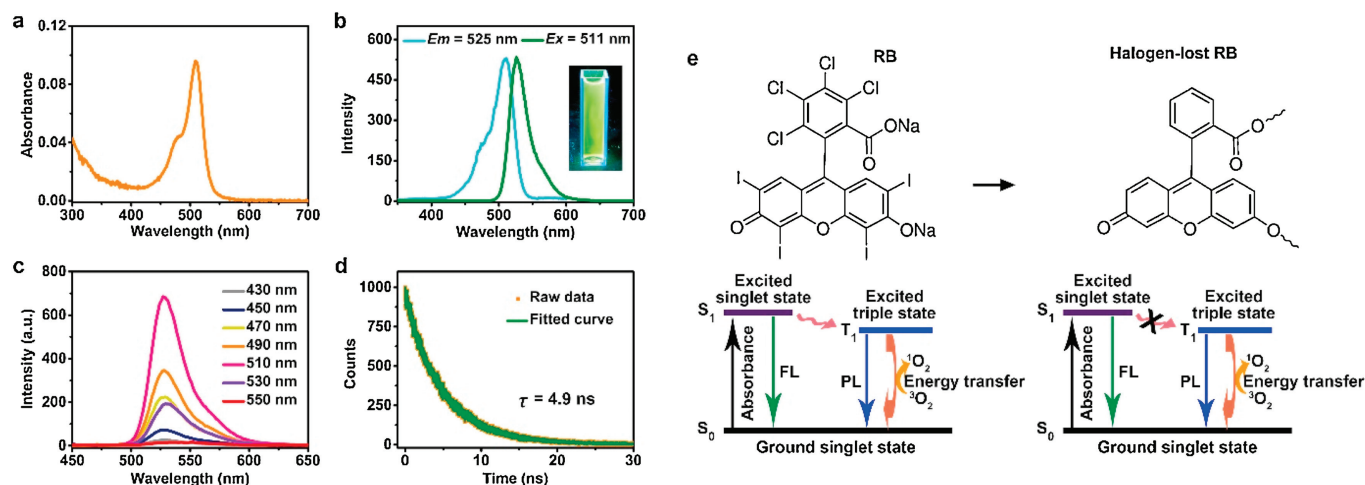 a
0.12
0.08
0.04
0.00
Absorbance
300
400
500
600
700
Wavelength (nm)
b
Em = 525 nm
Ex = 511 nm
600
450
300
150
0
Intensity
400
500
600
700
Wavelength (nm)
c
800
600
400
200
0
Intensity (a.u.)
430 nm
450 nm
470 nm
490 nm
510 nm
530 nm
550 nm
450
500
550
600
650
Wavelength (nm)
d
1000
750
500
250
0
Counts
Raw data
Fitted curve
τ = 4.9 ns
0
10
20
30
Time (ns)
e
RB
Cl
Cl
Cl
Cl
ONa
O
I
I
O
O
ONa
I
I
Halogen-lost RB
O
O
O
O
O
Excited
singlet state
S1
Excited
triple state
T1
Absorbance
FL
PL
1O2
Energy transfer
3O2
S0
Ground singlet state
Excited
singlet state
S1
Excited
triple state
T1
Absorbance
FL
PL
1O2
Energy transfer
3O2
S0
Ground singlet state